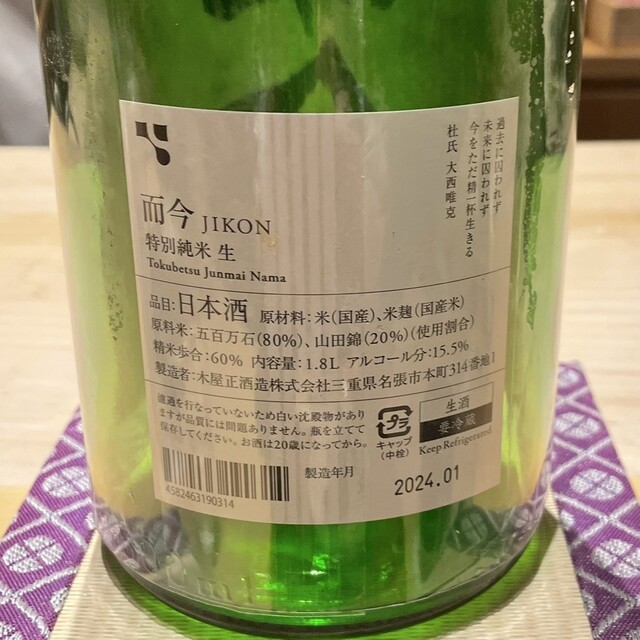 過去に囚われず
未来に囚われず
今をただ精一杯生きる
杜氏 大西唯克
而今 JIKON
特別純米 生
Tokubetsu Junmai Nama
品目:日本酒 原材料:米(国産)、米麹(国産米)
原料米:五百万石(80%)、山田錦(20%)(使用割合)
精米歩合:60% 内容量:1.8L アルコール分:15.5%
製造者:木屋正酒造株式会社三重県名張市本町314番地1
濾過を行なっていないため白い沈殿物があり
ますが品質には問題ありません。瓶を立てて
保存してください。お酒は20歳になってから。
プラ
キャップ
(中栓)
生酒
要冷蔵
Keep Refrigerated
4582463190314
製造年月
2024.01